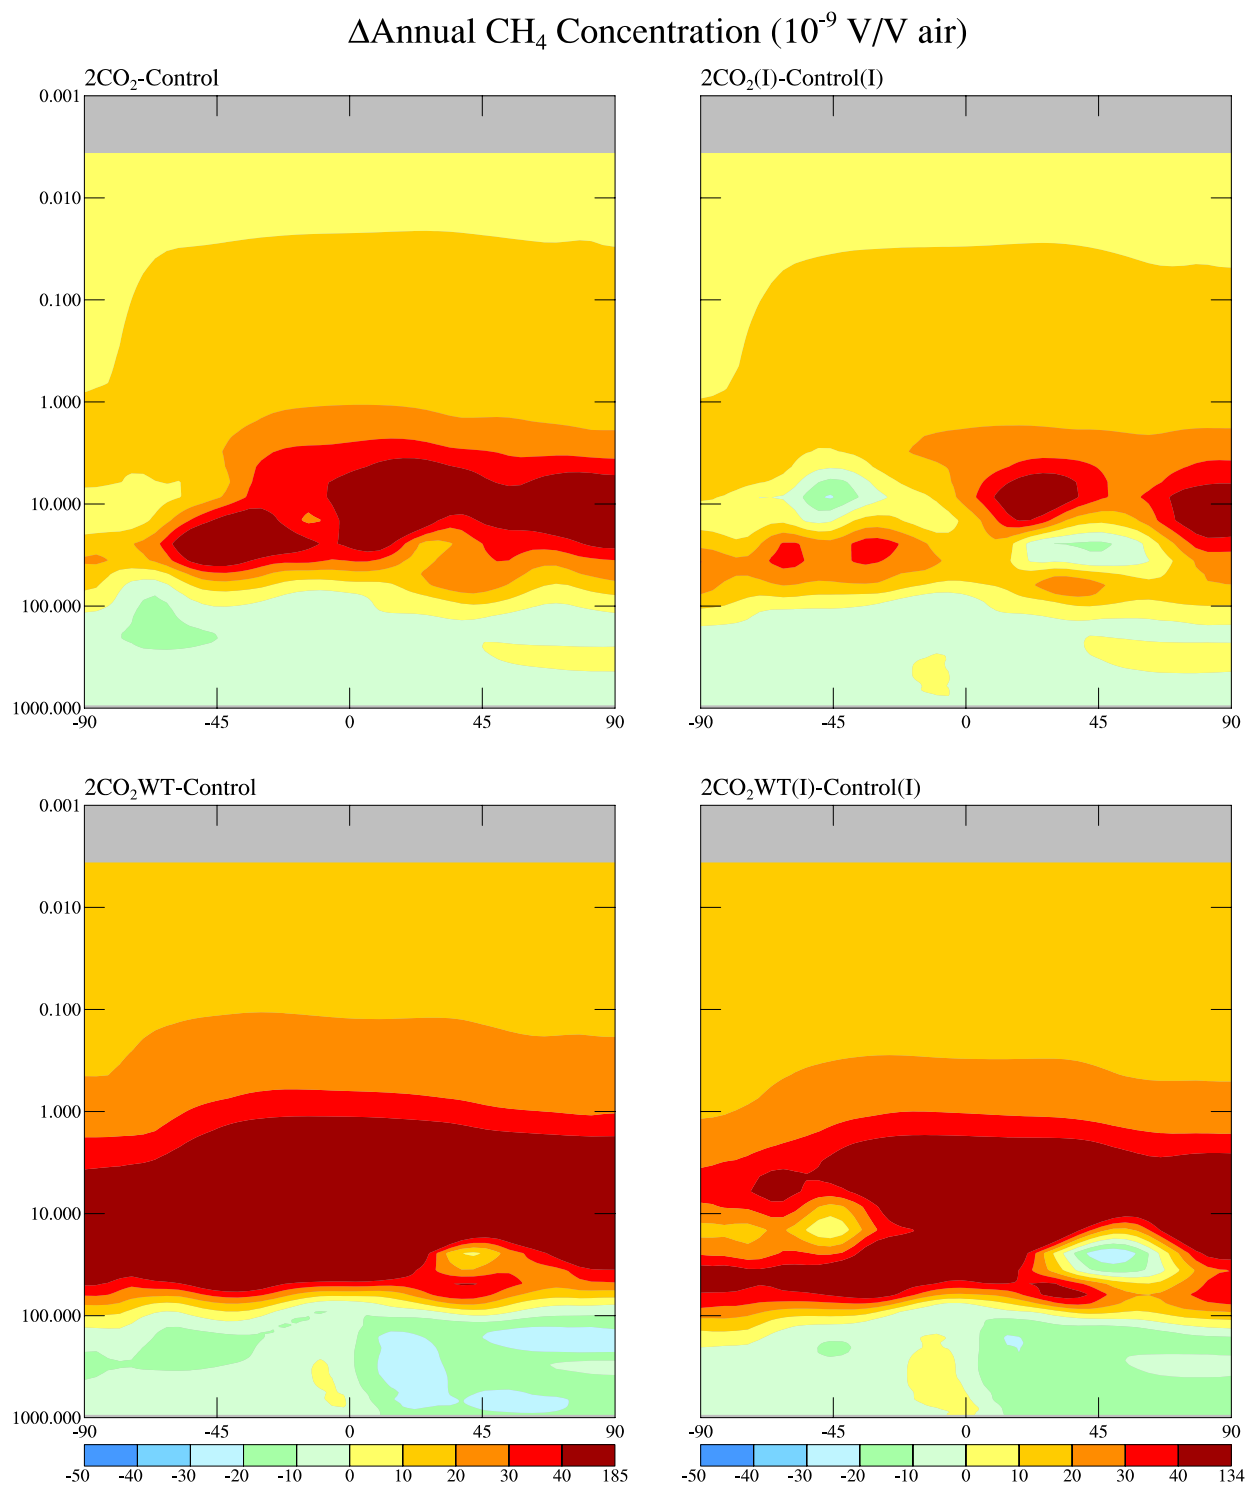 ΔAnnual CH₄ Concentration (10⁻⁹ V/V air)
2CO₂-Control
2CO₂(I)-Control(I)
0.001
0.010
0.100
1.000
10.000
100.000
1000.000
-90 -45 0 45 90
-90 -45 0 45 90
2CO₂WT-Control
2CO₂WT(I)-Control(I)
0.001
0.010
0.100
1.000
10.000
100.000
1000.000
-90 -45 0 45 90
-90 -45 0 45 90
-50 -40 -30 -20 -10 0 10 20 30 40 185
-50 -40 -30 -20 -10 0 10 20 30 40 134